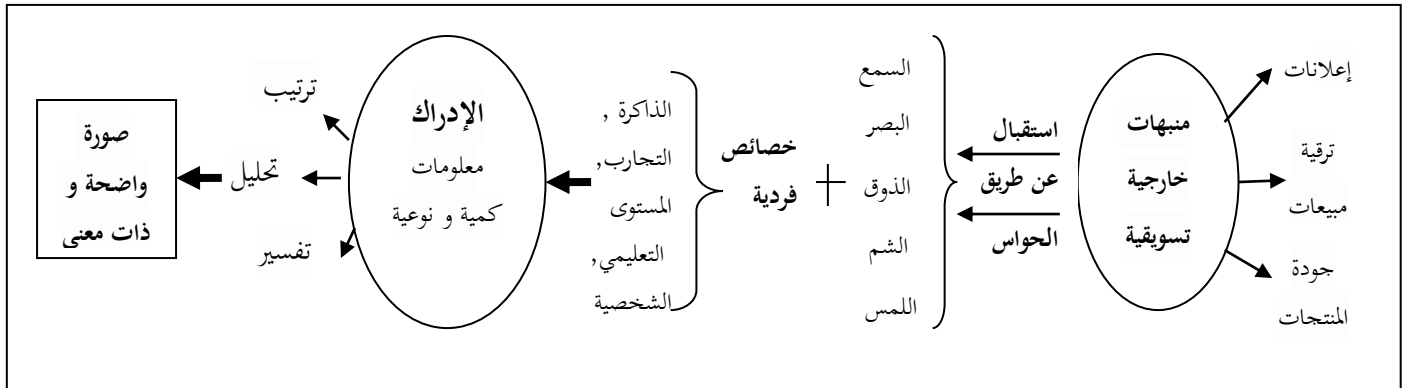 إعلانات
ترقية
مبيعات
جودة
المنتجات
منبهات
خارجية
تسويقية
استقبال
عن طريق
الحواس
السمع
البصر
الذوق
الشم
اللمس
+
خصائص
فردية
الذاكرة ,
التجارب,
المستوى
التعليمي,
الشخصية
الإدراك
معلومات
كمية و نوعية
ترتيب
تحليل
تفسير
صورة
واضحة و
ذات معنى